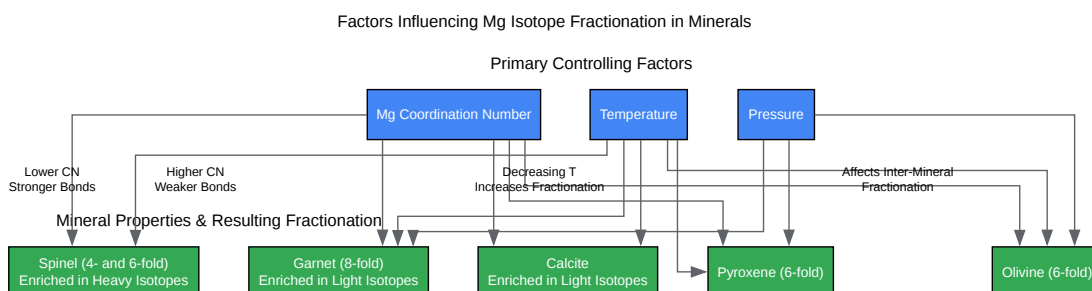 Factors Influencing Mg Isotope Fractionation in Minerals
Primary Controlling Factors
Mg Coordination Number
Temperature
Pressure
Lower CN
Stronger Bonds
Higher CN
Weaker Bonds
Decreasing T
Increases Fractionation
Affects Inter-Mineral
Fractionation
Mineral Properties & Resulting Fractionation
Spinel (4- and 6-fold)
Enriched in Heavy Isotopes
Garnet (8-fold)
Enriched in Light Isotopes
Calcite
Enriched in Light Isotopes
Pyroxene (6-fold)
Olivine (6-fold)